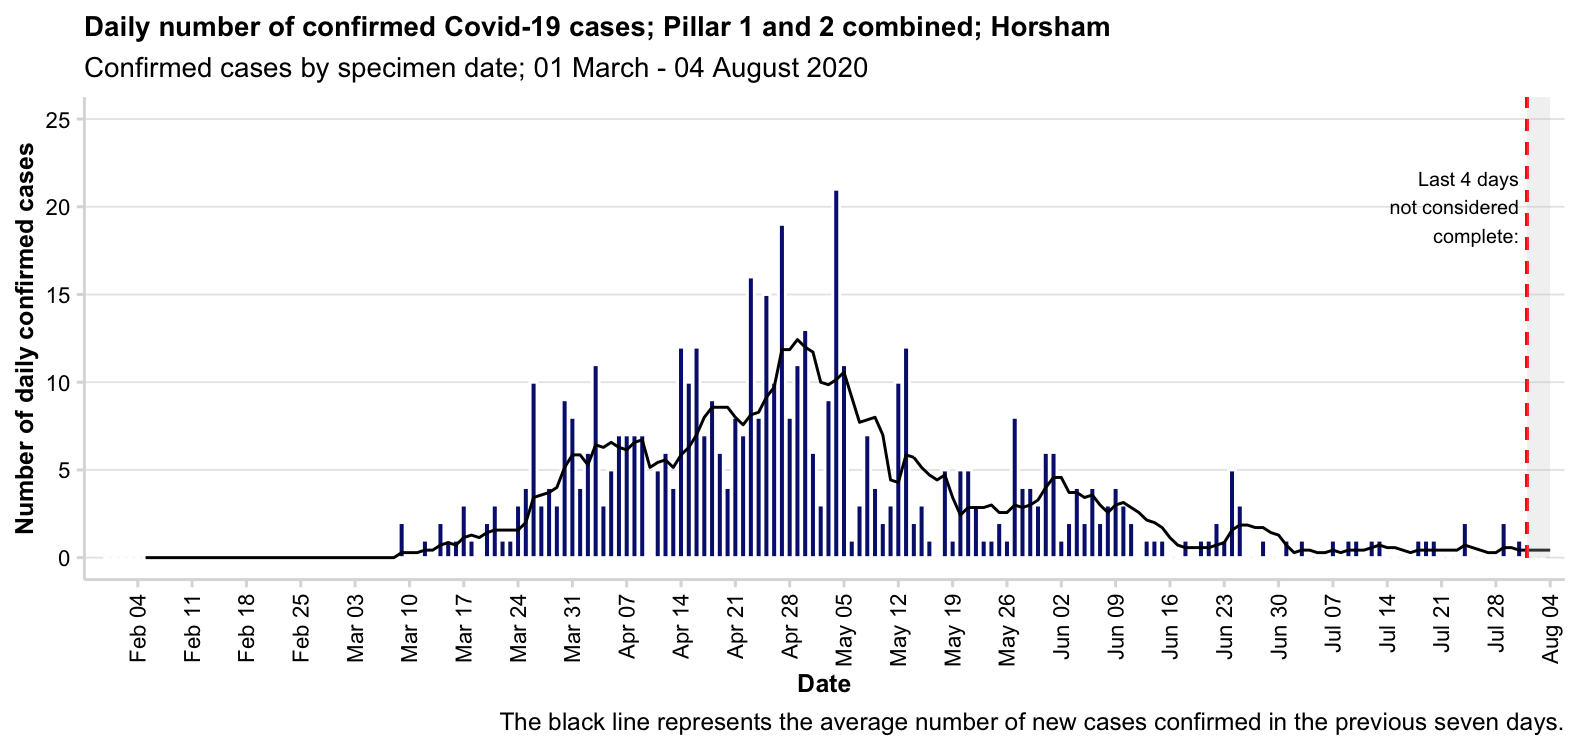 Daily number of confirmed Covid-19 cases; Pillar 1 and 2 combined; Horsham
Confirmed cases by specimen date; 01 March - 04 August 2020
Number of daily confirmed cases
25
20
15
10
5
0
Last 4 days
not considered
complete:
Feb 04
Feb 11
Feb 18
Feb 25
Mar 03
Mar 10
Mar 17
Mar 24
Mar 31
Apr 07
Apr 14
Apr 21
Apr 28
May 05
May 12
May 19
May 26
Jun 02
Jun 09
Jun 16
Jun 23
Jun 30
Jul 07
Jul 14
Jul 21
Jul 28
Aug 04
Date
The black line represents the average number of new cases confirmed in the previous seven days.